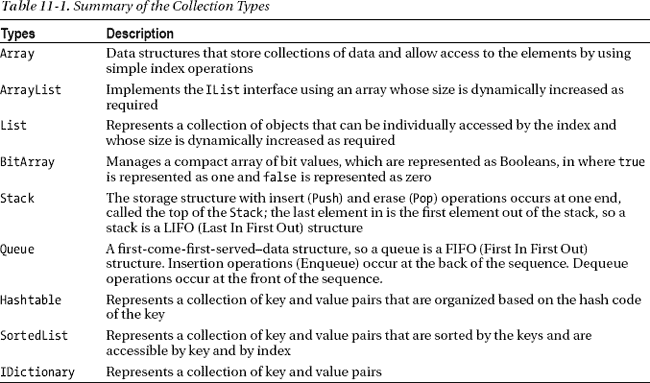 Table 11-1. Summary of the Collection Types
Types Description
Array Data structures that store collections of data and allow access to the elements by using
simple index operations
ArrayList Implements the IList interface using an array whose size is dynamically increased as
required
List Represents a collection of objects that can be individually accessed by the index and
whose size is dynamically increased as required
BitArray Manages a compact array of bit values, which are represented as Booleans, in where true
is represented as one and false is represented as zero
Stack The storage structure with insert (Push) and erase (Pop) operations occurs at one end,
called the top of the Stack; the last element in is the first element out of the stack, so a
stack is a LIFO (Last In First Out) structure
Queue A first-come-first-served–data structure, so a queue is a FIFO (First In First Out)
structure. Insertion operations (Enqueue) occur at the back of the sequence. Dequeue
operations occur at the front of the sequence.
Hashtable Represents a collection of key and value pairs that are organized based on the hash code
of the key
SortedList Represents a collection of key and value pairs that are sorted by the keys and are
accessible by key and by index
IDictionary Represents a collection of key and value pairs